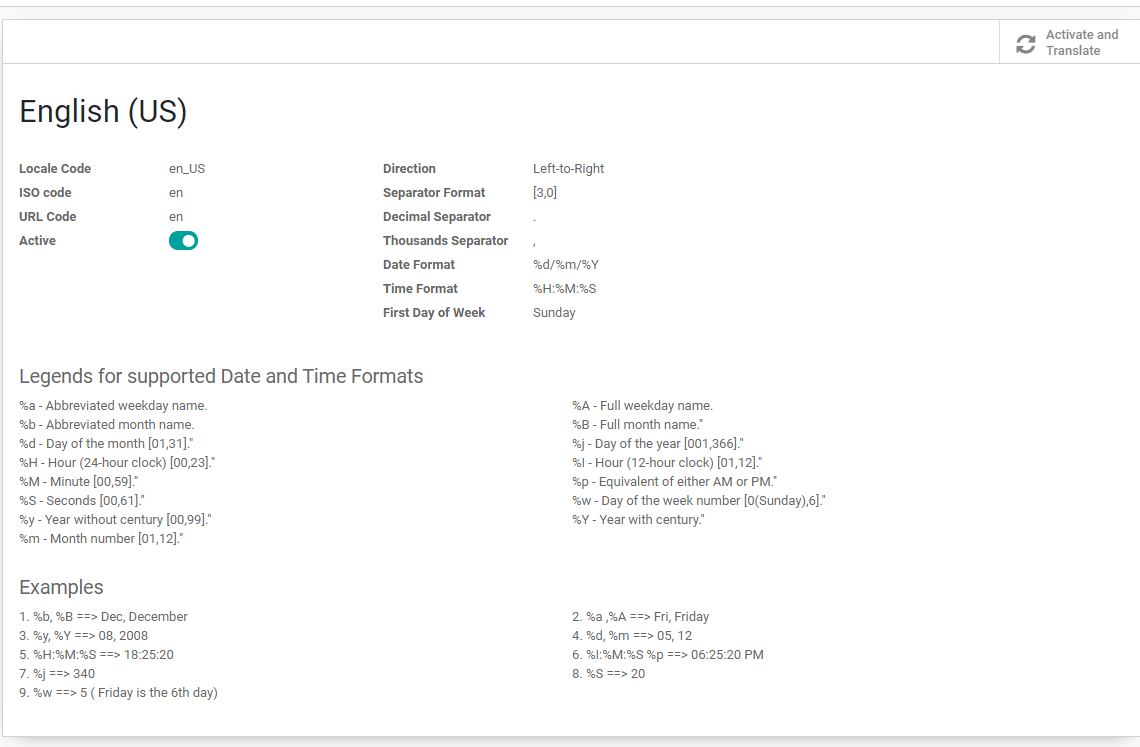 Activate and
Translate
English (US)
Locale Code en_US
ISO code en
URL Code en
Active
Direction Left-to-Right
Separator Format [3,0]
Decimal Separator .
Thousands Separator ,
Date Format %d/%m/%Y
Time Format %H:%M:%S
First Day of Week Sunday
Legends for supported Date and Time Formats
%a - Abbreviated weekday name.
%b - Abbreviated month name.
%d - Day of the month [01,31]."
%H - Hour (24-hour clock) [00,23]."
%M - Minute [00,59]."
%S - Seconds [00,61]."
%y - Year without century [00,99]."
%m - Month number [01,12]."
%A - Full weekday name.
%B - Full month name."
%j - Day of the year [001,366]."
%I - Hour (12-hour clock) [01,12]."
%p - Equivalent of either AM or PM."
%w - Day of the week number [0(Sunday),6]."
%Y - Year with century."
Examples
1. %b, %B ==> Dec, December
2. %a ,%A ==> Fri, Friday
3. %y, %Y ==> 08, 2008
4. %d, %m ==> 05, 12
5. %H:%M:%S ==> 18:25:20
6. %I:%M:%S %p ==> 06:25:20 PM
7. %j ==> 340
8. %S ==> 20
9. %w ==> 5 ( Friday is the 6th day)